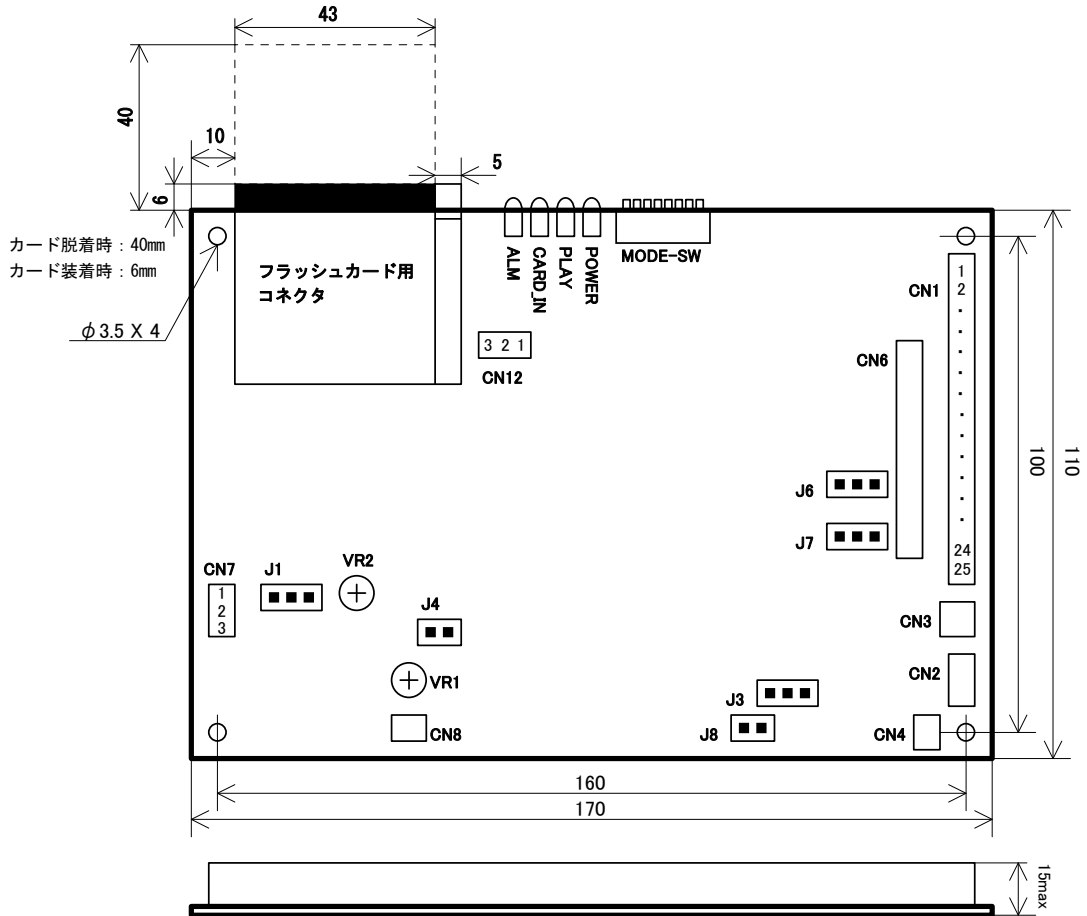 43
40
10
5
6
カード脱着時：40mm
カード装着時：6mm
φ3.5 X 4
フラッシュカード用
コネクタ
ALM
CARD_IN
PLAY
POWER
MODE-SW
3 2 1
CN12
CN1
1
2
・
・
・
・
・
・
・
・
・
24
25
CN6
J6
J7
100
110
CN7
1
2
3
J1
VR2
J4
VR1
CN8
CN3
CN2
J3
J8
CN4
160
170
15max